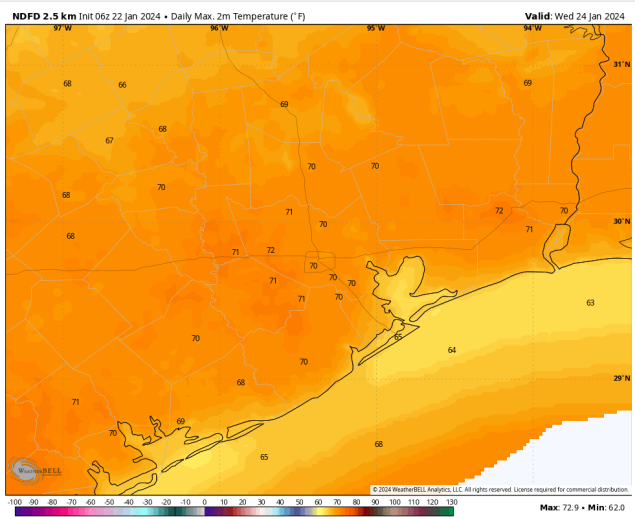 NDFD 2.5 km Init 06z 22 Jan 2024 • Daily Max. 2m Temperature (°F) Valid: Wed 24 Jan 2024
97°W 96°W 95°W 94°W
31°N
68 66 69
69
68
67
70 70
70
68
71 72 70
70 71
68
71 72
70
70
71 70
71 70
63
70 65
64
70
68
71
69
70
68
65
30°N
29°N
WEATHERBELL
© 2024 WeatherBELL Analytics, LLC. All rights reserved. License required for commercial distribution.
-100 -90 -80 -70 -60 -50 -40 -30 -20 -10 0 10 20 30 40 50 60 70 80 90 100 110 120 130
Max: 72.9 • Min: 62.0